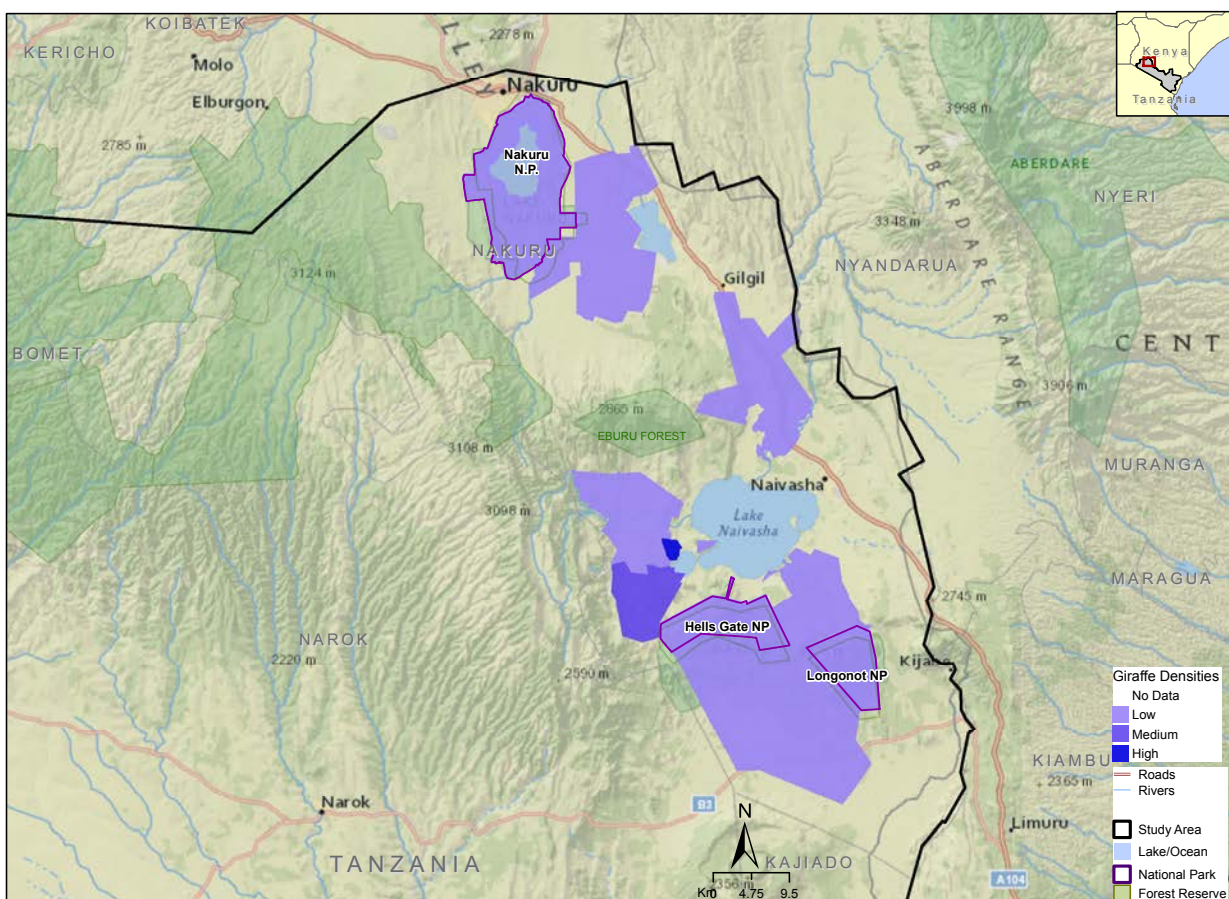 KOIBATEK
KERICHO
LLEY
2278 m
Molo
Nakuru
Elburgon
2785 m
3998 m
ABERDARE
Nakuru
N.P.
ABERDARE RANGE
NYERI
3348 m
NAKURU
NYANDARUA
3124 m
Gilgil
BOMET
CENT
3906 m
2865 m
EBURU FOREST
3108 m
MURANGA
Naivasha
3098 m
Lake
Naivasha
MARAGUA
2745 m
Hells Gate NP
NAROK
2220 m
Kijabe
2590 m
Longonot NP
KIAMBU
2365 m
Narok
B3
Limuru
N
TANZANIA
KAJIADO
A104
2356 m
Km 0 4.75 9.5
Kenya
Tanzania
Giraffe Densities
No Data
Low
Medium
High
Roads
Rivers
Study Area
Lake/Ocean
National Park
Forest Reserve